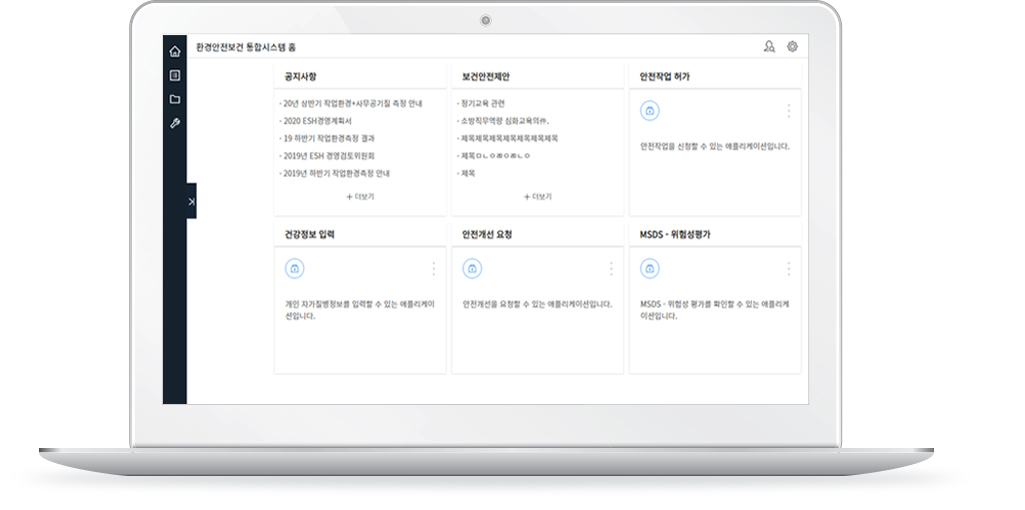 환경안전보건 통합시스템 홈
공지사항
- 20년 상반기 작업환경+사무공기질 측정 안내
- 2020 ESH경영계획서
- 19 하반기 작업환경측정 결과
- 2019년 ESH 경영검토위원회
- 2019년 하반기 작업환경측정 안내
+ 더보기
보건안전제안
- 정기교육 관련
- 소방직무역량 심화교육의件.
- 제목제목제목제목제목제목제목
- 제목
- 제목
+ 더보기
안전작업 허가
안전작업을 신청할 수 있는 애플리케이션입니다.
건강정보 입력
개인 자가질병정보를 입력할 수 있는 애플리케이
션입니다.
안전개선 요청
안전개선을 요청할 수 있는 애플리케이션입니다.
MSDS - 위험성평가
MSDS - 위험성 평가를 확인할 수 있는 애플리케
이션입니다.